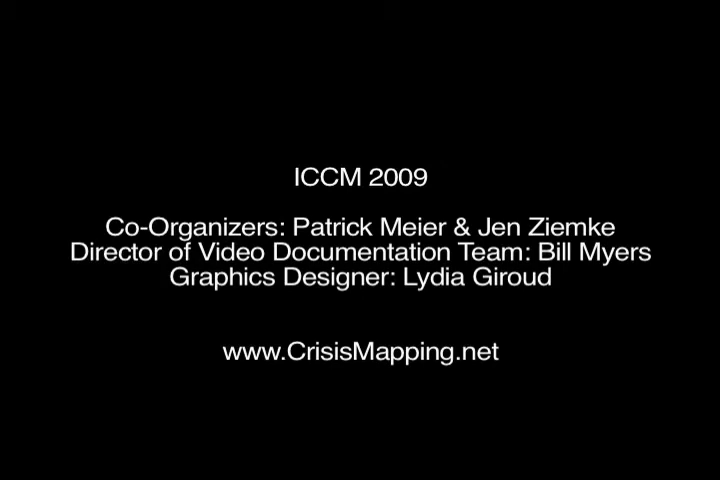 ICCM 2009
Co-Organizers: Patrick Meier & Jen Ziemke
Director of Video Documentation Team: Bill Myers
Graphics Designer: Lydia Giroud
www.CrisisMapping.net